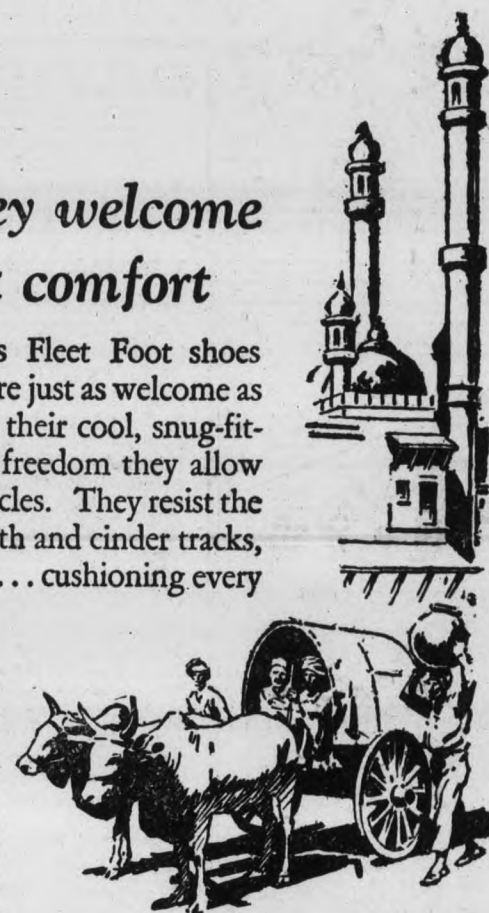 ey welcome
comfort
s Fleet Foot shoes
re just as welcome as
their cool, snug-fit-
freedom they allow
cles. They resist the
th and cinder tracks,
... cushioning every